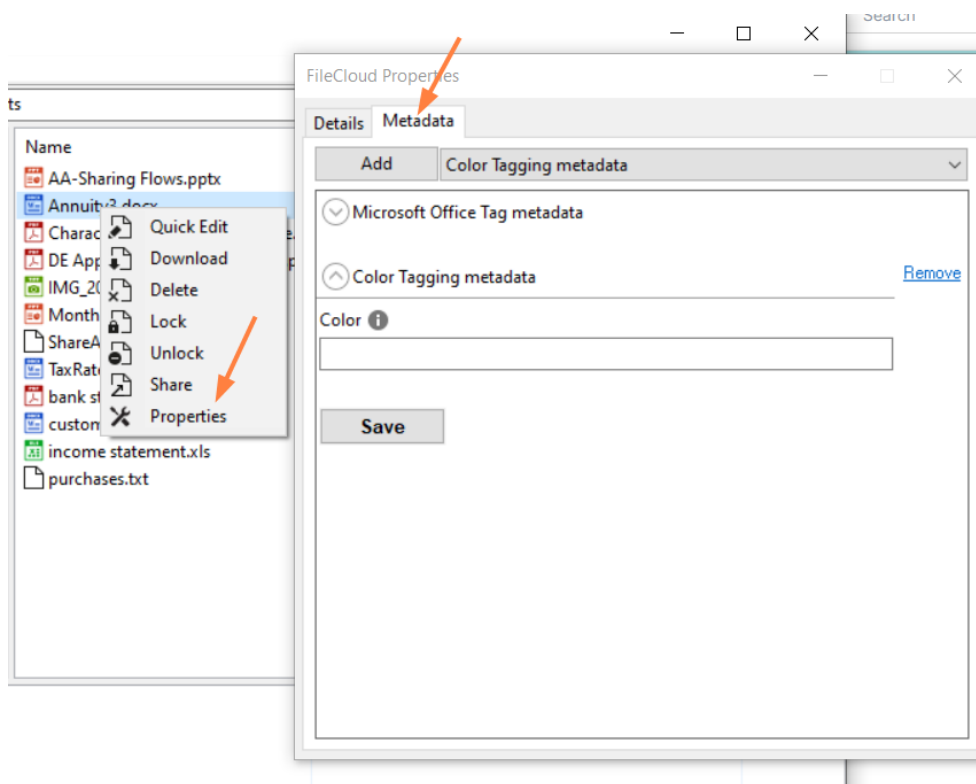 Search
ts
Name
AA-Sharing Flows.pptx
Annuity3.docx
Charac
e.
DE App
p
IMG_20
Month
ShareA
TaxRate
bank st
custom
income statement.xls
purchases.txt
Quick Edit
Download
Delete
Lock
Unlock
Share
Properties
FileCloud Properties
Details Metadata
Add Color Tagging metadata
Microsoft Office Tag metadata
Color Tagging metadata Remove
Color
Save